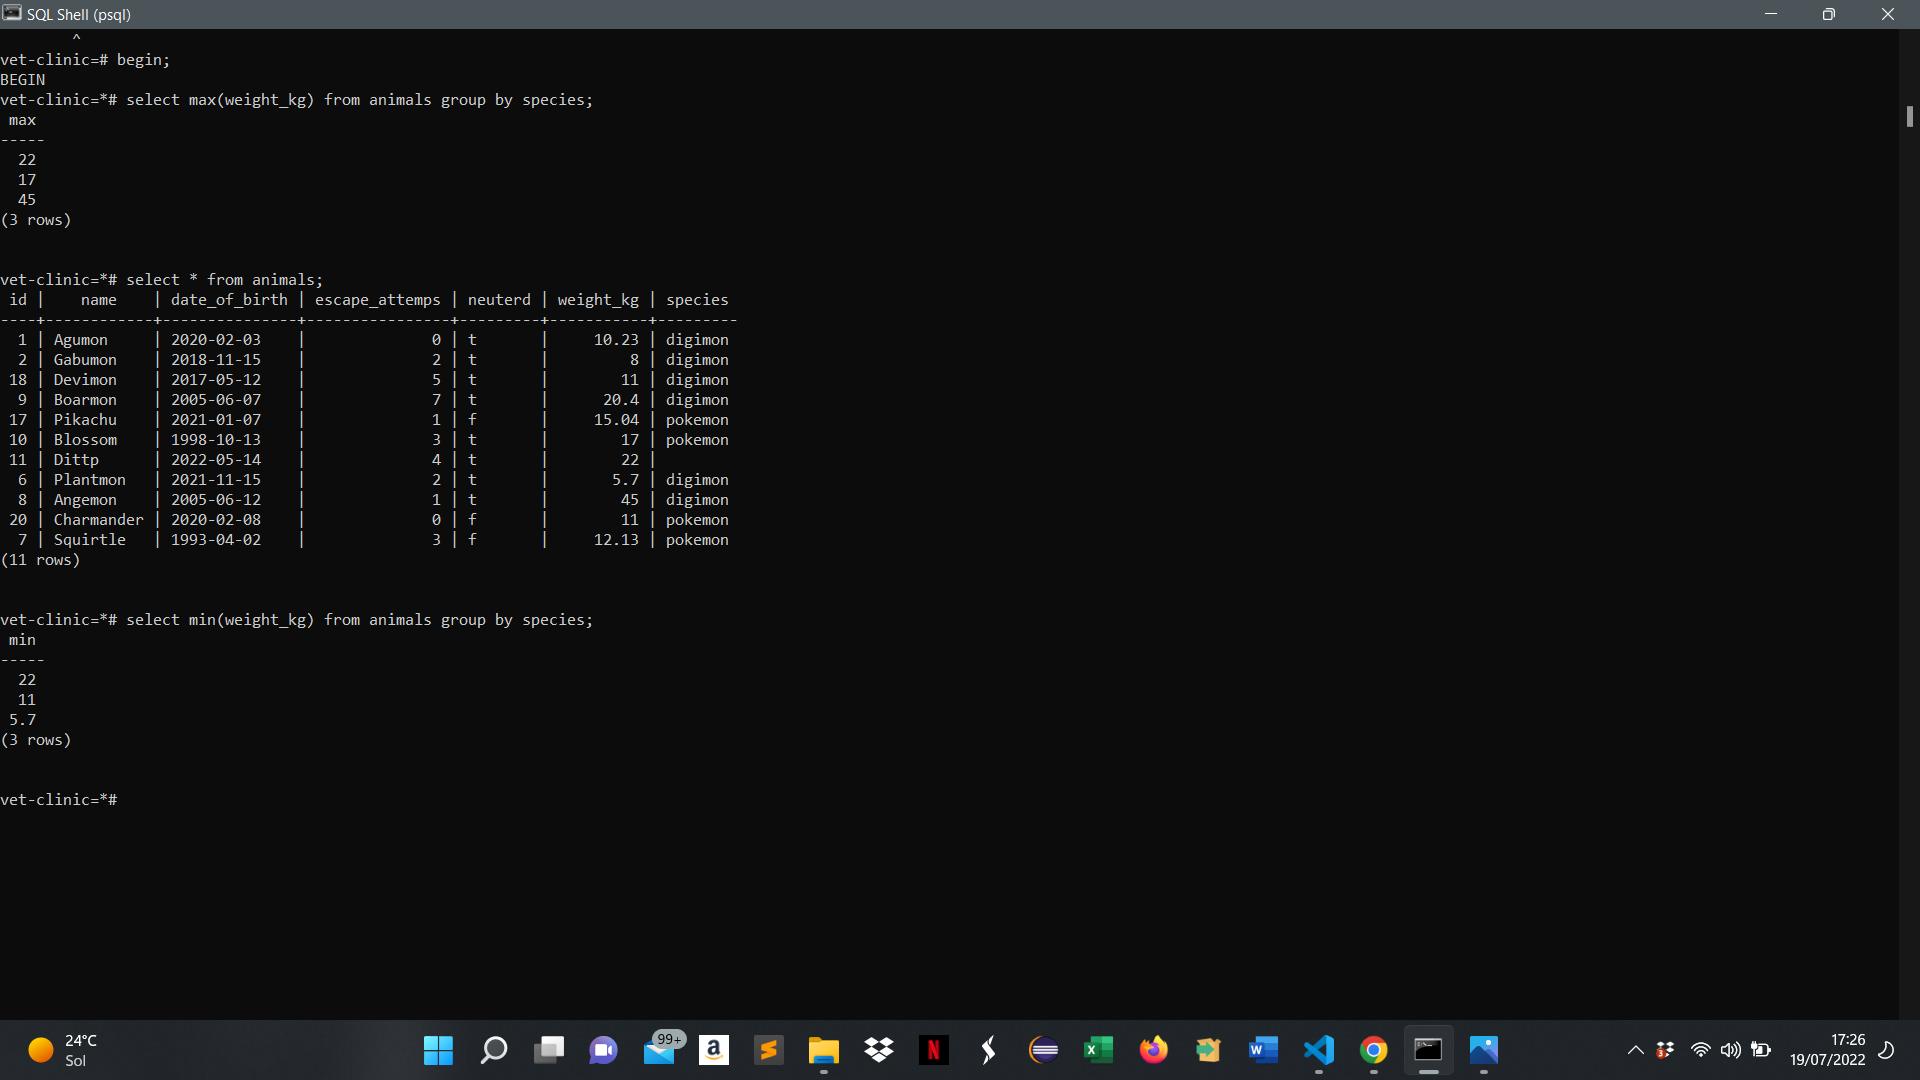 SQL Shell (psql)
^
vet-clinic=# begin;
BEGIN
vet-clinic=*# select max(weight_kg) from animals group by species;
 max
-----
  22
  17
  45
(3 rows)
vet-clinic=*# select * from animals;
 id |    name    | date_of_birth | escape_attemps | neuterd | weight_kg | species
----+------------+---------------+----------------+---------+-----------+---------
  1 | Agumon     | 2020-02-03    |              0 | t       |     10.23 | digimon
  2 | Gabumon    | 2018-11-15    |              2 | t       |         8 | digimon
 18 | Devimon    | 2017-05-12    |              5 | t       |        11 | digimon
  9 | Boarmon    | 2005-06-07    |              7 | t       |      20.4 | digimon
 17 | Pikachu    | 2021-01-07    |              1 | f       |     15.04 | pokemon
 10 | Blossom    | 1998-10-13    |              3 | t       |        17 | pokemon
 11 | Dittp      | 2022-05-14    |              4 | t       |        22 |
  6 | Plantmon   | 2021-11-15    |              2 | t       |       5.7 | digimon
  8 | Angemon    | 2005-06-12    |              1 | t       |        45 | digimon
 20 | Charmander | 2020-02-08    |              0 | f       |        11 | pokemon
  7 | Squirtle   | 1993-04-02    |              3 | f       |     12.13 | pokemon
(11 rows)
vet-clinic=*# select min(weight_kg) from animals group by species;
 min
-----
  22
  11
 5.7
(3 rows)
vet-clinic=*#
24°C
Sol
99+
17:26
19/07/2022